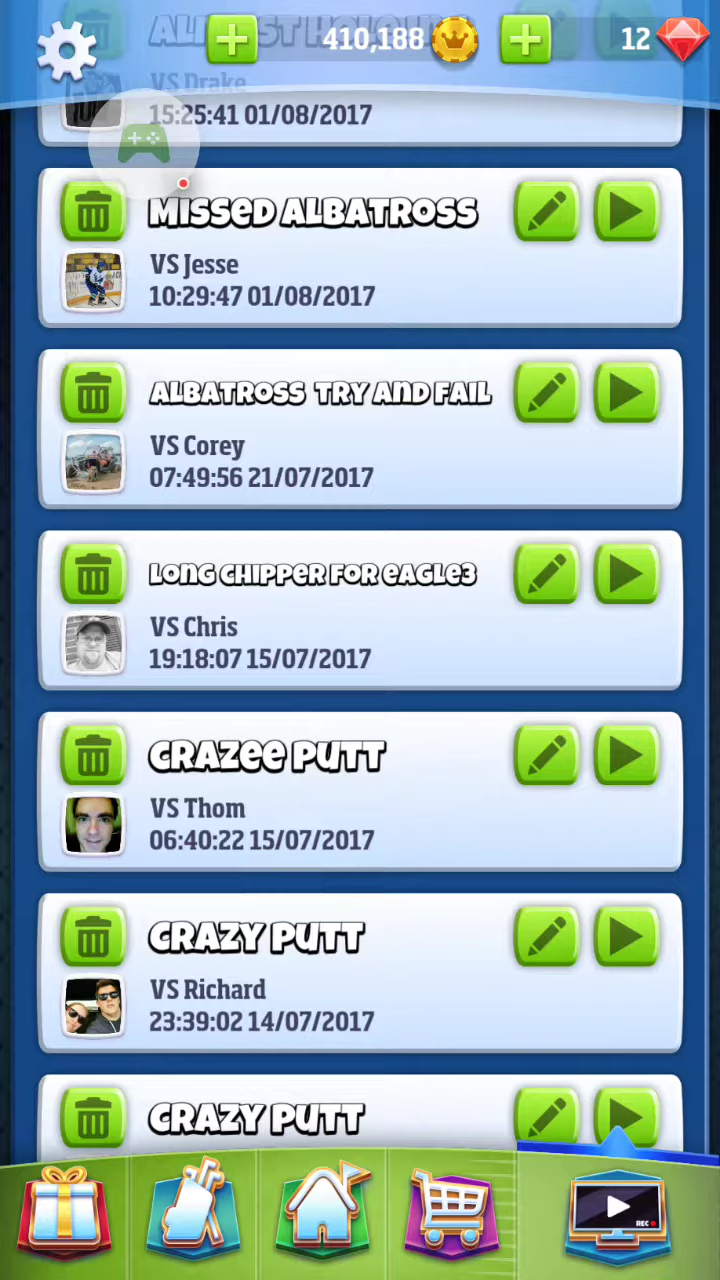 410,188
12
VS Drake
15:25:41 01/08/2017
MISSED ALBATROSS
VS Jesse
10:29:47 01/08/2017
ALBATROSS TRY AND FAIL
VS Corey
07:49:56 21/07/2017
LONG CHIPPER FOR EAGLE3
VS Chris
19:18:07 15/07/2017
CRAZEE PUTT
VS Thom
06:40:22 15/07/2017
CRAZY PUTT
VS Richard
23:39:02 14/07/2017
CRAZY PUTT
REC